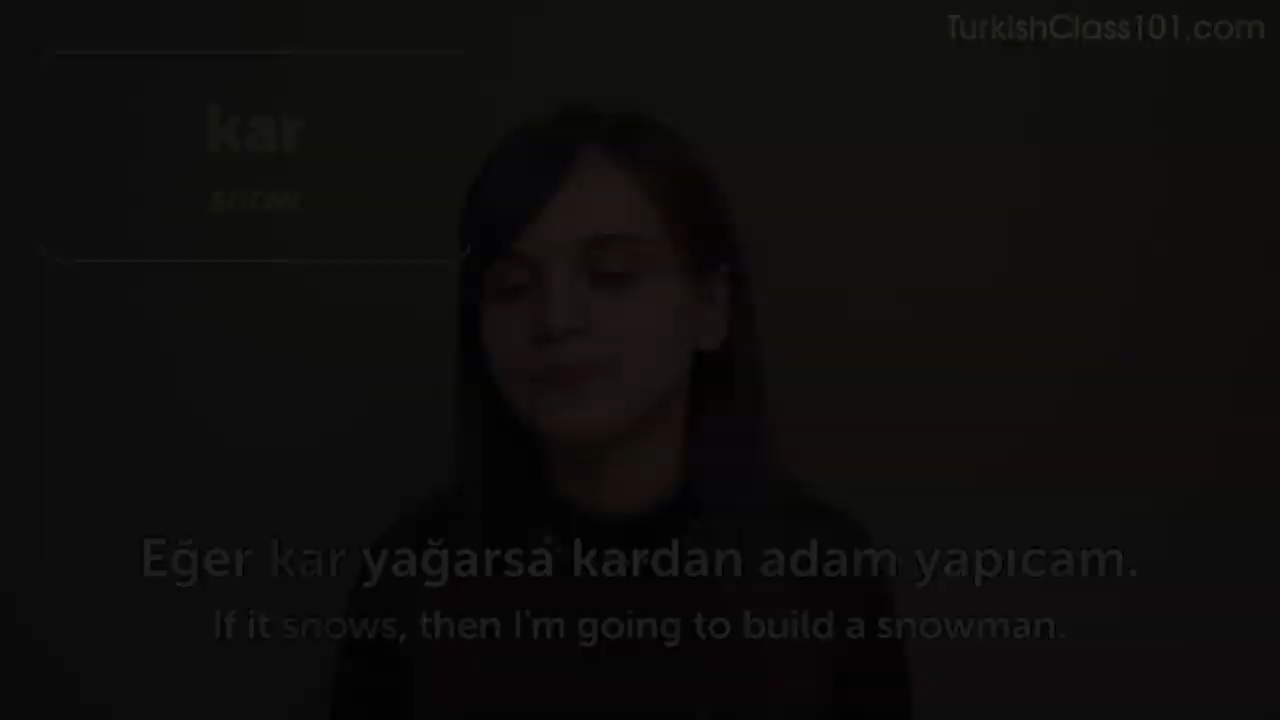 TurkishClass101.com
kar
snow
Eğer kar yağarsa kardan adam yapıcam.
If it snows, then I'm going to build a snowman.